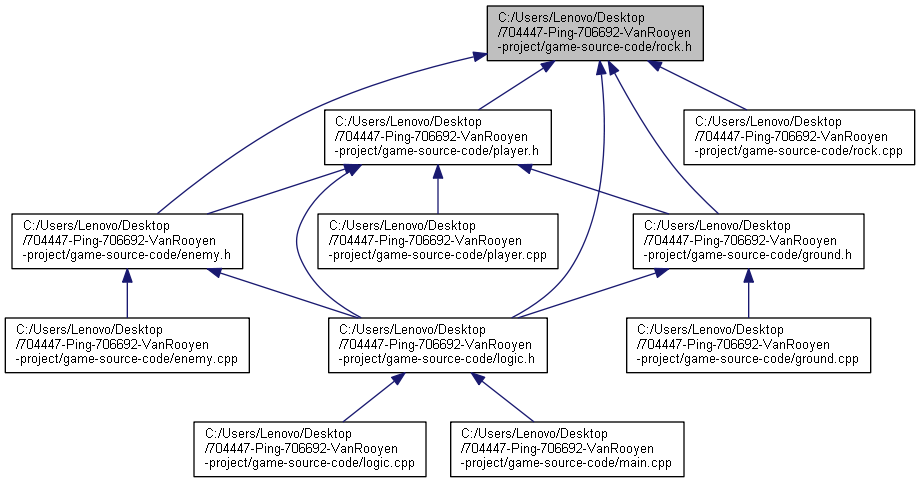 C:/Users/Lenovo/Desktop
/704447-Ping-706692-VanRooyen
-project/game-source-code/rock.h
C:/Users/Lenovo/Desktop
/704447-Ping-706692-VanRooyen
-project/game-source-code/player.h
C:/Users/Lenovo/Desktop
/704447-Ping-706692-VanRooyen
-project/game-source-code/rock.cpp
C:/Users/Lenovo/Desktop
/704447-Ping-706692-VanRooyen
-project/game-source-code/enemy.h
C:/Users/Lenovo/Desktop
/704447-Ping-706692-VanRooyen
-project/game-source-code/player.cpp
C:/Users/Lenovo/Desktop
/704447-Ping-706692-VanRooyen
-project/game-source-code/ground.h
C:/Users/Lenovo/Desktop
/704447-Ping-706692-VanRooyen
-project/game-source-code/enemy.cpp
C:/Users/Lenovo/Desktop
/704447-Ping-706692-VanRooyen
-project/game-source-code/logic.h
C:/Users/Lenovo/Desktop
/704447-Ping-706692-VanRooyen
-project/game-source-code/ground.cpp
C:/Users/Lenovo/Desktop
/704447-Ping-706692-VanRooyen
-project/game-source-code/logic.cpp
C:/Users/Lenovo/Desktop
/704447-Ping-706692-VanRooyen
-project/game-source-code/main.cpp